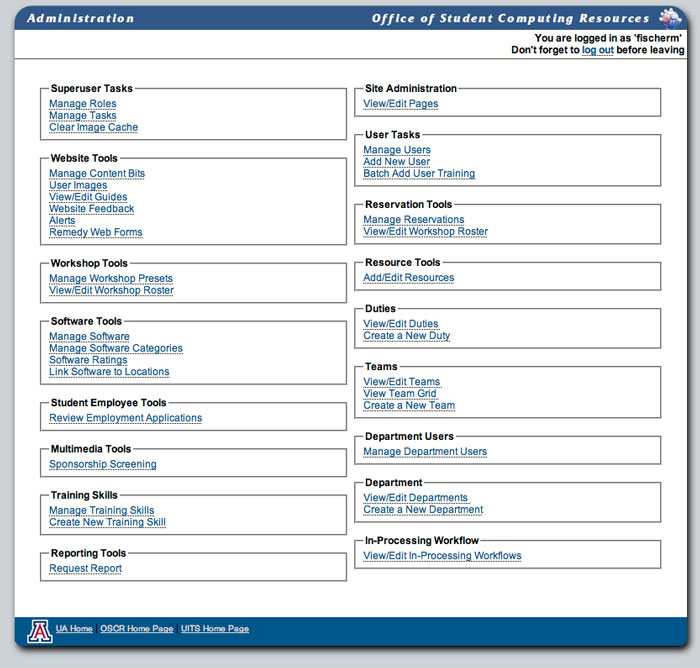 Administration
Office of Student Computing Resources
You are logged in as 'fischerm'
Don't forget to log out before leaving
Superuser Tasks
Manage Roles
Manage Tasks
Clear Image Cache
Website Tools
Manage Content Bits
User Images
View/Edit Guides
Website Feedback
Alerts
Remedy Web Forms
Workshop Tools
Manage Workshop Presets
View/Edit Workshop Roster
Software Tools
Manage Software
Manage Software Categories
Software Ratings
Link Software to Locations
Student Employee Tools
Review Employment Applications
Multimedia Tools
Sponsorship Screening
Training Skills
Manage Training Skills
Create New Training Skill
Reporting Tools
Request Report
Site Administration
View/Edit Pages
User Tasks
Manage Users
Add New User
Batch Add User Training
Reservation Tools
Manage Reservations
View/Edit Workshop Roster
Resource Tools
Add/Edit Resources
Duties
View/Edit Duties
Create a New Duty
Teams
View/Edit Teams
View Team Grid
Create a New Team
Department Users
Manage Department Users
Department
View/Edit Departments
Create a New Department
In-Processing Workflow
View/Edit In-Processing Workflows
A
UA Home | OSCR Home Page | UITS Home Page